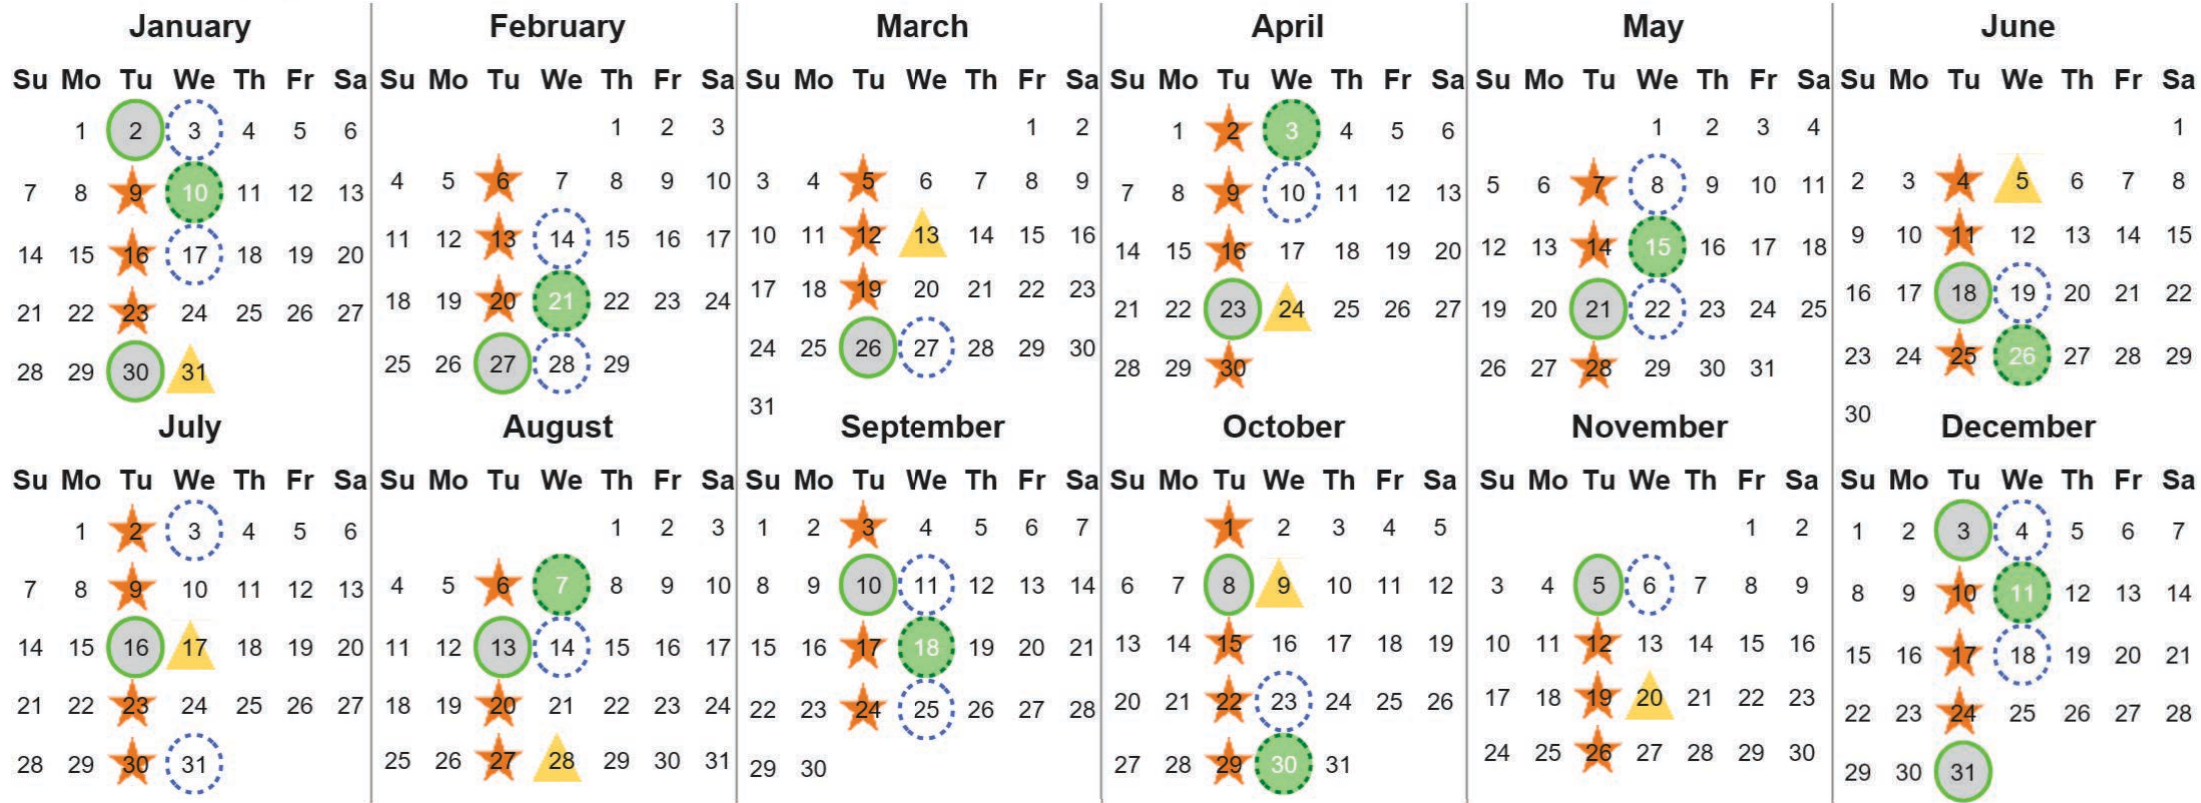 January February March April May June
Su Mo Tu We Th Fr Sa Su Mo Tu We Th Fr Sa Su Mo Tu We Th Fr Sa Su Mo Tu We Th Fr Sa Su Mo Tu We Th Fr Sa Su Mo Tu We Th Fr Sa
1 2 3 4 5 6 1 2 3 1 2 1 2 3 4 5 6 1 2 3 4 1
7 8 9 10 11 12 13 4 5 6 7 8 9 10 3 4 5 6 7 8 9 7 8 9 10 11 12 13 5 6 7 8 9 10 11 2 3 4 5 6 7 8
14 15 16 17 18 19 20 11 12 13 14 15 16 17 10 11 12 13 14 15 16 14 15 16 17 18 19 20 12 13 14 15 16 17 18 9 10 11 12 13 14 15
21 22 23 24 25 26 27 18 19 20 21 22 23 24 17 18 19 20 21 22 23 21 22 23 24 25 26 27 19 20 21 22 23 24 25 16 17 18 19 20 21 22
28 29 30 31 25 26 27 28 29 24 25 26 27 28 29 30 28 29 30 26 27 28 29 30 31 23 24 25 26 27 28 29
31 30
July August September October November December
Su Mo Tu We Th Fr Sa Su Mo Tu We Th Fr Sa Su Mo Tu We Th Fr Sa Su Mo Tu We Th Fr Sa Su Mo Tu We Th Fr Sa Su Mo Tu We Th Fr Sa
1 2 3 4 5 6 1 2 3 1 2 3 4 5 6 7 1 2 3 4 5 1 2 1 2 3 4 5 6 7
7 8 9 10 11 12 13 4 5 6 7 8 9 10 8 9 10 11 12 13 14 6 7 8 9 10 11 12 3 4 5 6 7 8 9 8 9 10 11 12 13 14
14 15 16 17 18 19 20 11 12 13 14 15 16 17 15 16 17 18 19 20 21 13 14 15 16 17 18 19 10 11 12 13 14 15 16 15 16 17 18 19 20 21
21 22 23 24 25 26 27 18 19 20 21 22 23 24 22 23 24 25 26 27 28 20 21 22 23 24 25 26 17 18 19 20 21 22 23 22 23 24 25 26 27 28
28 29 30 31 25 26 27 28 29 30 31 29 30 27 28 29 30 31 24 25 26 27 28 29 30 29 30 31